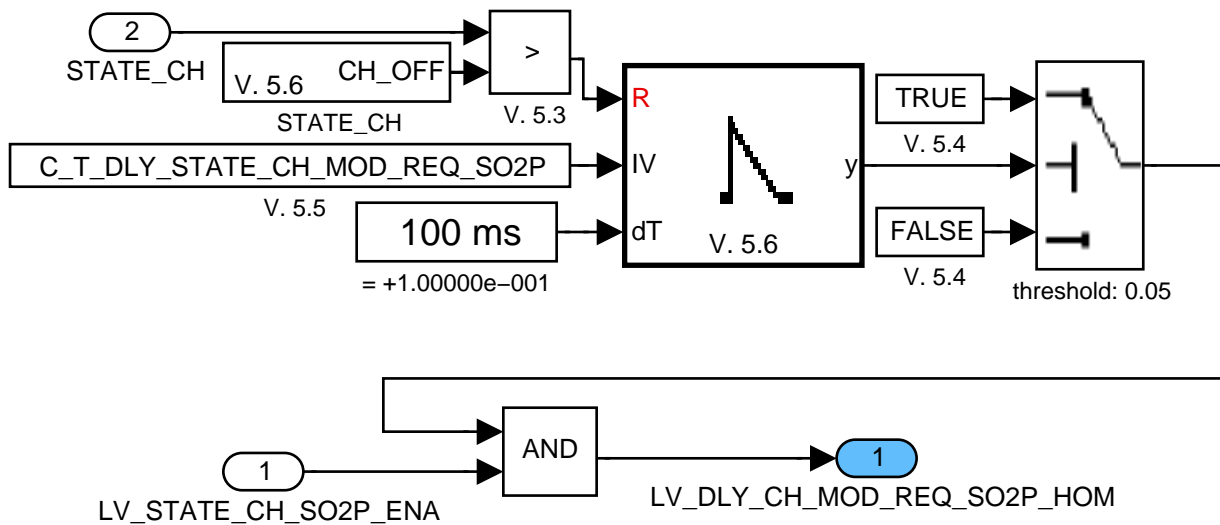 2
STATE_CH
V. 5.6 CH_OFF
STATE_CH
>
V. 5.3
C_T_DLY_STATE_CH_MOD_REQ_SO2P
V. 5.5
100 ms
= +1.00000e−001
R
IV
dT
y
V. 5.6
TRUE
V. 5.4
FALSE
V. 5.4
threshold: 0.05
1
LV_STATE_CH_SO2P_ENA
AND
1
LV_DLY_CH_MOD_REQ_SO2P_HOM